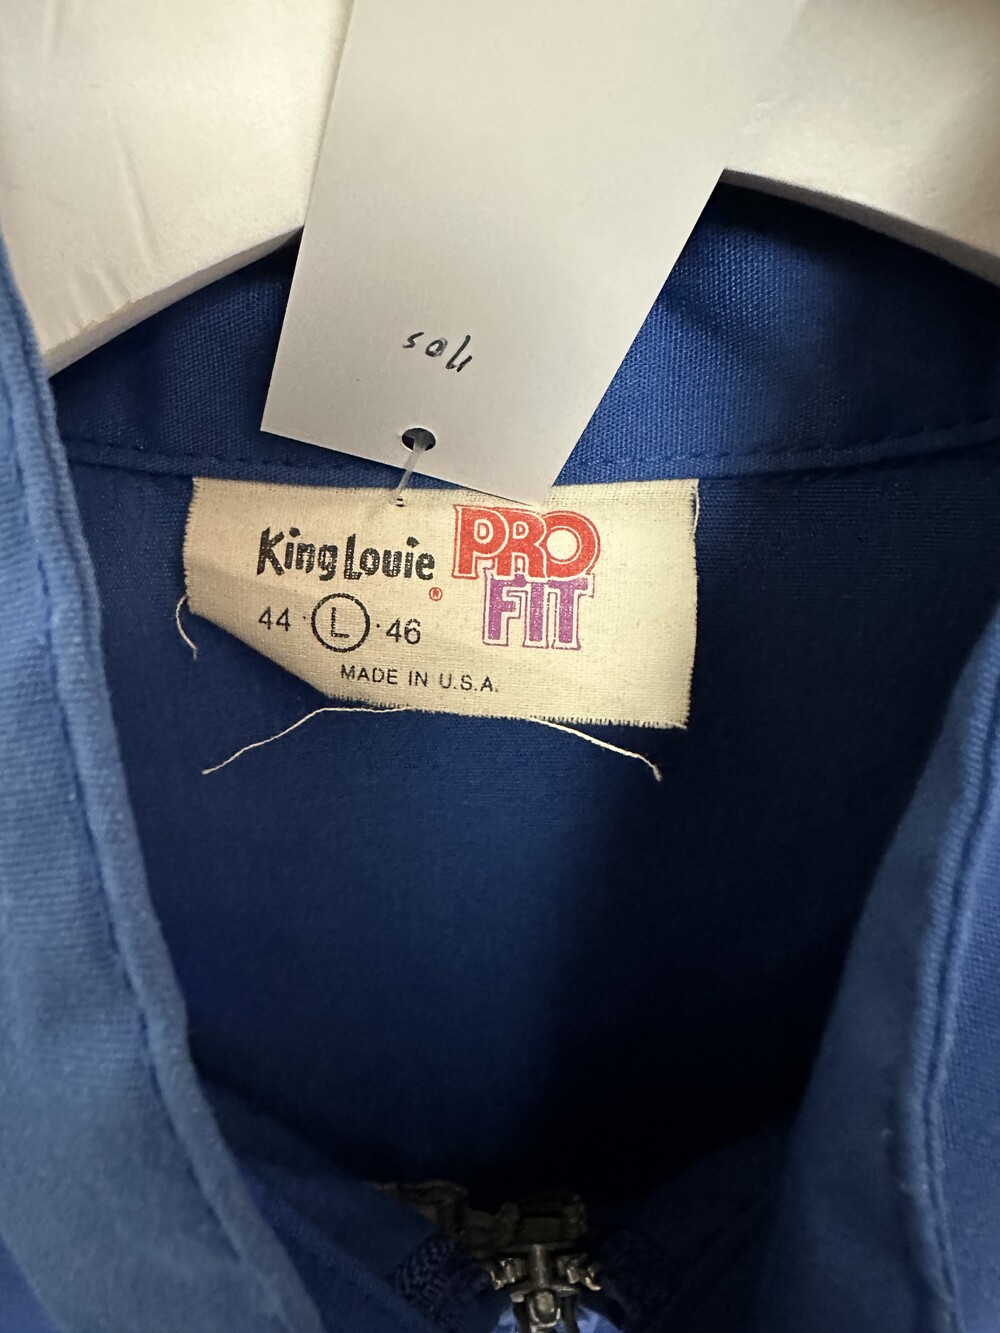 King Louie®
PRO
FIT
44 · L · 46
MADE IN U.S.A.